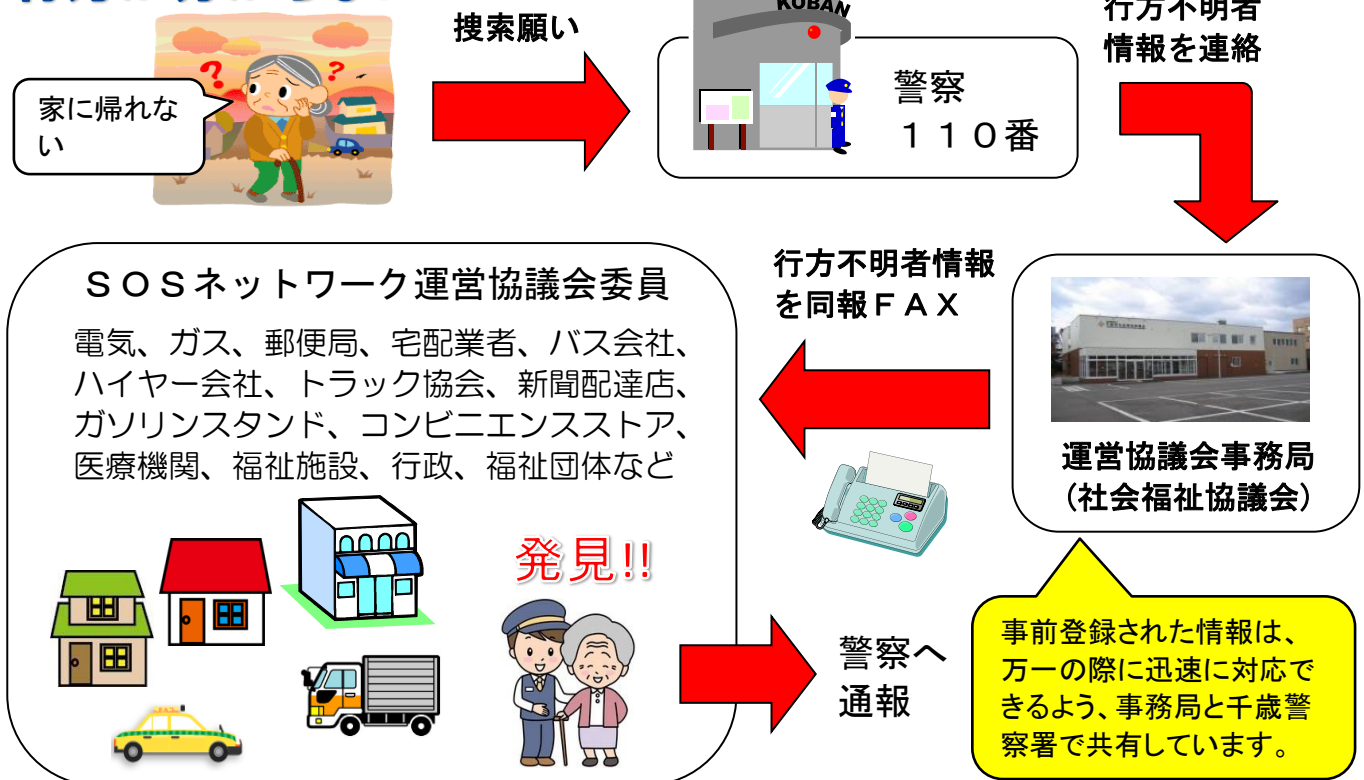 捜索願い
KOBAN
行方不明者
情報を連絡
家に帰れな
い
警察
１１０番
ＳＯＳネットワーク運営協議会委員
電気、ガス、郵便局、宅配業者、バス会社、
ハイヤー会社、トラック協会、新聞配達店、
ガソリンスタンド、コンビニエンスストア、
医療機関、福祉施設、行政、福祉団体など
行方不明者情報
を同報ＦＡＸ
運営協議会事務局
（社会福祉協議会）
発見!!
警察へ
通報
事前登録された情報は、
万一の際に迅速に対応で
きるよう、事務局と千歳警
察署で共有しています。